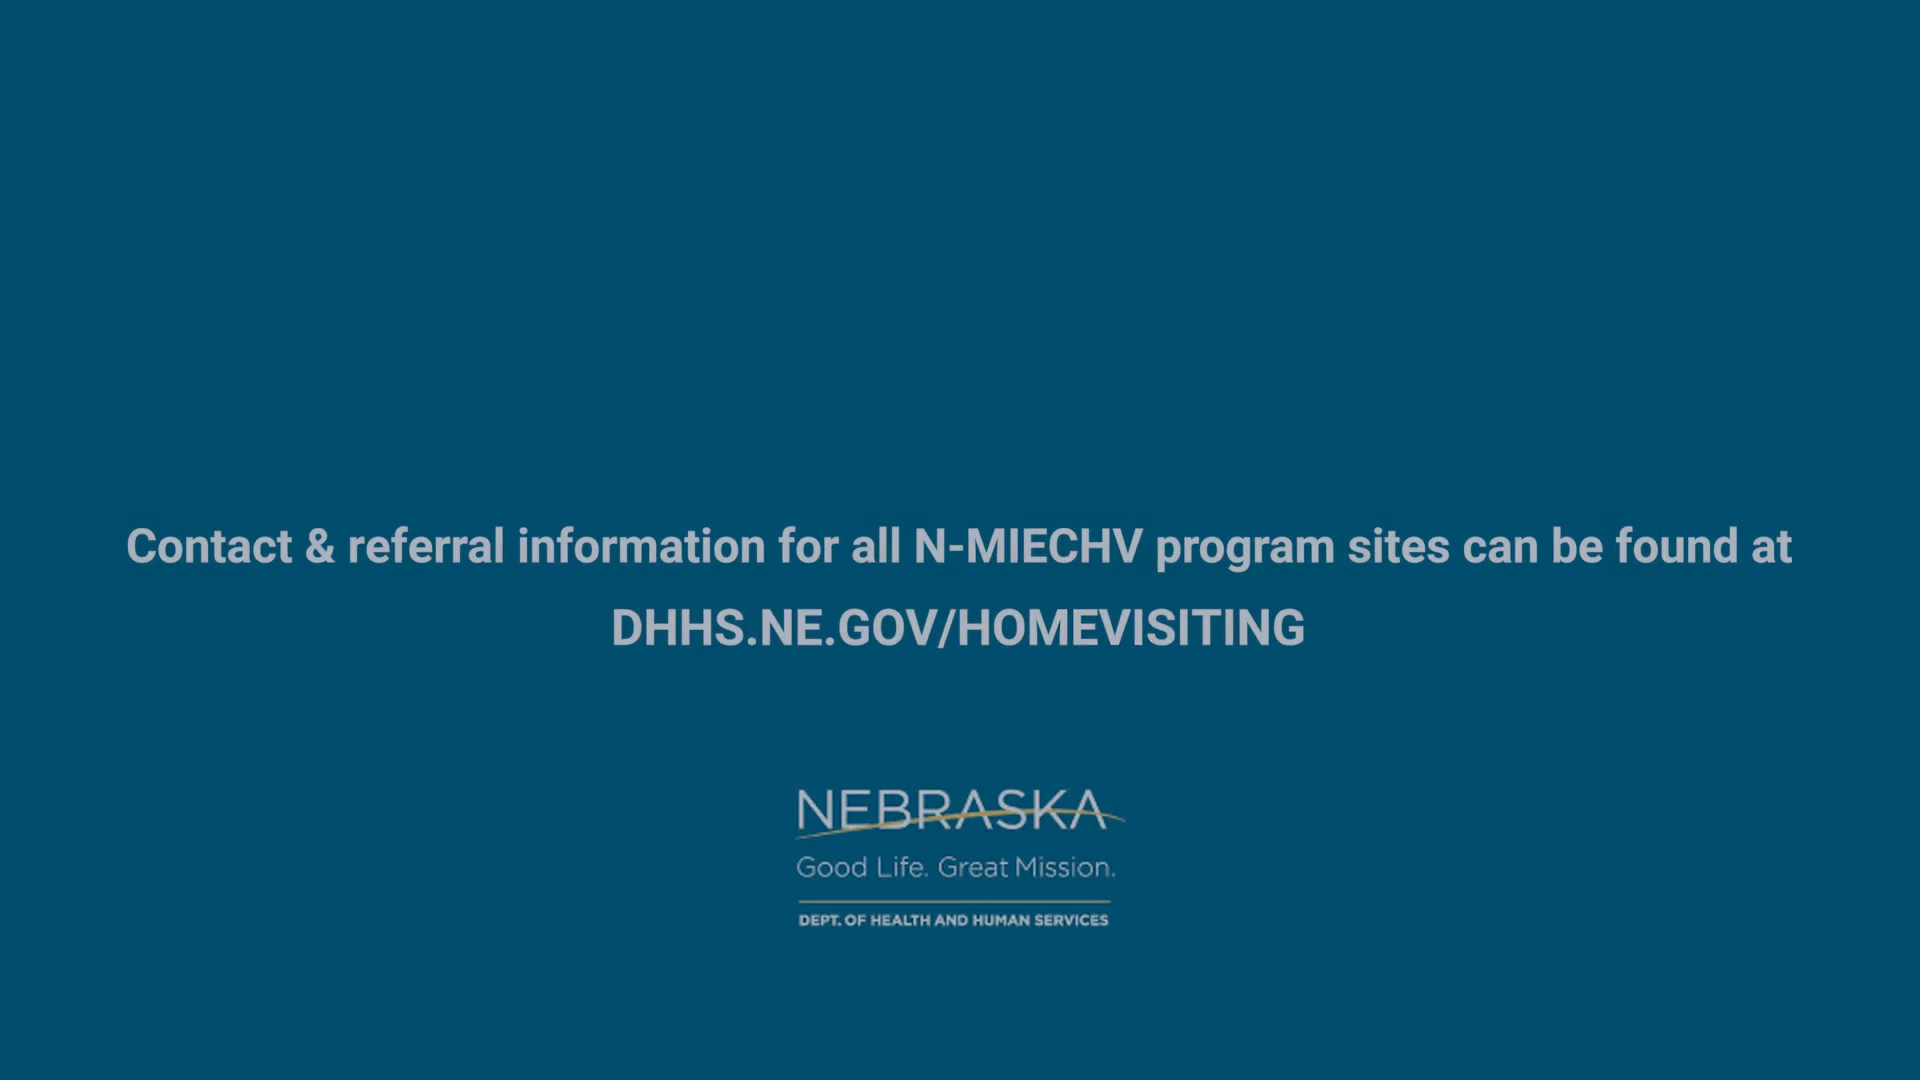 Contact & referral information for all N-MIECHV program sites can be found at
DHHS.NE.GOV/HOMEVISITING
NEBRASKA
Good Life. Great Mission.
DEPT. OF HEALTH AND HUMAN SERVICES